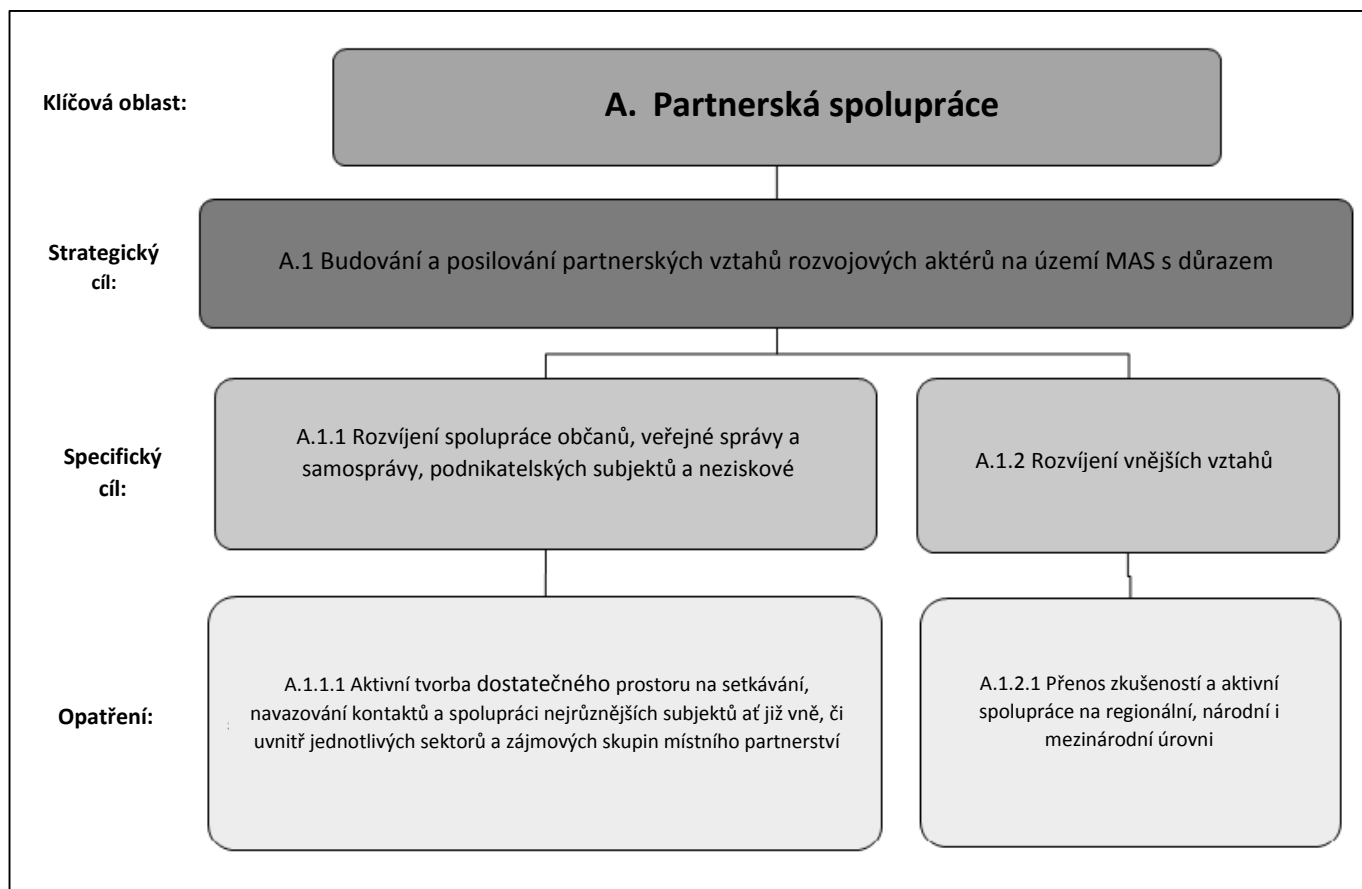 Klíčová oblast:
A. Partnerská spolupráce
Strategický
cíl:
A.1 Budování a posilování partnerských vztahů rozvojových aktérů na území MAS s důrazem
Specifický
cíl:
A.1.1 Rozvíjení spolupráce občanů, veřejné správy a
samosprávy, podnikatelských subjektů a neziskové
A.1.2 Rozvíjení vnějších vztahů
Opatření:
A.1.1.1 Aktivní tvorba dostatečného prostoru na setkávání,
navazování kontaktů a spolupráci nejrůznějších subjektů ať již vně, či
uvnitř jednotlivých sektorů a zájmových skupin místního partnerství
A.1.2.1 Přenos zkušeností a aktivní
spolupráce na regionální, národní i
mezinárodní úrovni